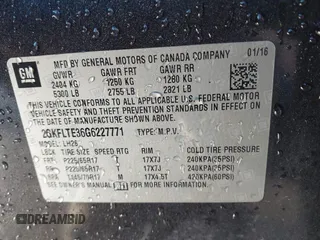 GM
MFD BY GENERAL MOTORS OF CANADA COMPANY
01/16
GVWR GAWR FRT GAWR RR
2404 KG 1250 KG 1280 KG
5300 LB 2755 LB 2821 LB
THIS VEHICLE CONFORMS TO ALL APPLICABLE U.S. FEDERAL MOTOR
VEHICLE SAFETY AND THEFT PREVENTION STANDARDS IN EFFECT ON
THE DATE OF MANUFACTURE SHOWN ABOVE.
2GKFLTE36G6227771 TYPE: M.P.V.
MODEL:
TIRE SIZE SPEED RTG RIM COLD TIRE PRESSURE
FRT P225/65R17 T 17X7J 240KPA(35PSI)
RR P225/65R17 T 17X7J 240KPA(35PSI)
M 17X4.5T 420KPA(60PSI)
DREAMBID